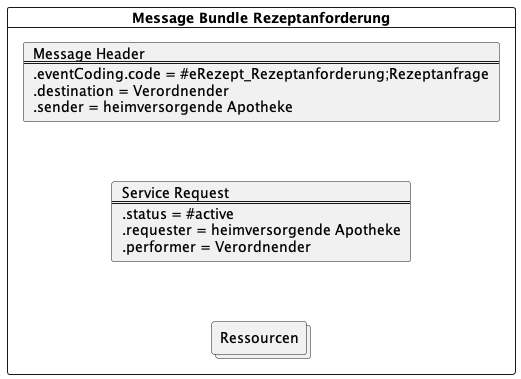 Message Bundle Rezeptanforderung
Message Header
.eventCoding.code = #eRezept_Rezeptanforderung;Rezeptanfrage
.destination = Verordnender
.sender = heimversorgende Apotheke
Service Request
.status = #active
.requester = heimversorgende Apotheke
.performer = Verordnender
Ressourcen